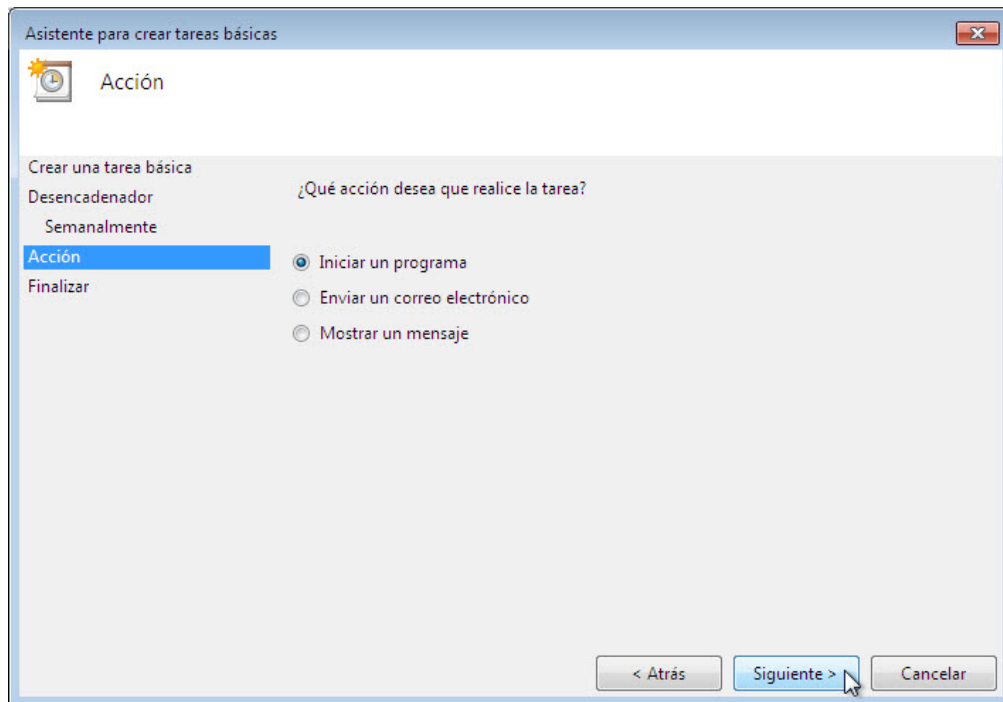 Asistente para crear tareas básicas
Acción
Crear una tarea básica
Desencadenador
Semanalmente
Acción
Finalizar
¿Qué acción desea que realice la tarea?
Iniciar un programa
Enviar un correo electrónico
Mostrar un mensaje
< Atrás
Siguiente >
Cancelar